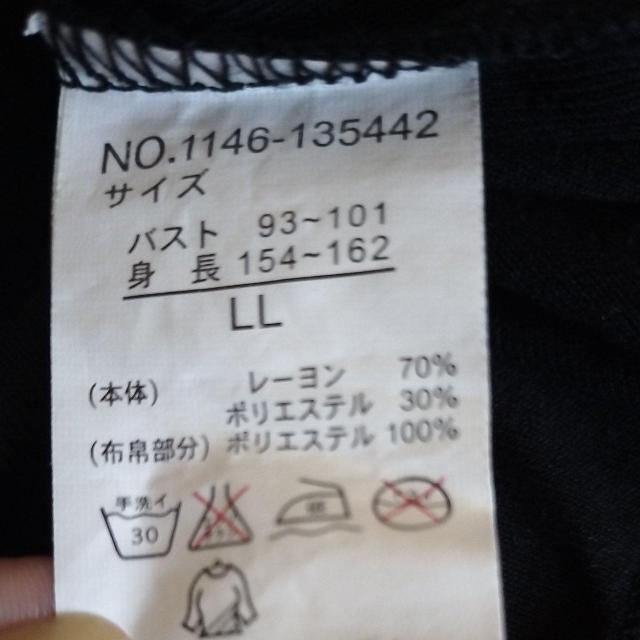 NO.1146-135442
サイズ
バスト 93~101
身 長 154~162
LL
(本体) レーヨン 70%
ポリエステル 30%
(布帛部分) ポリエステル 100%
手洗イ
30